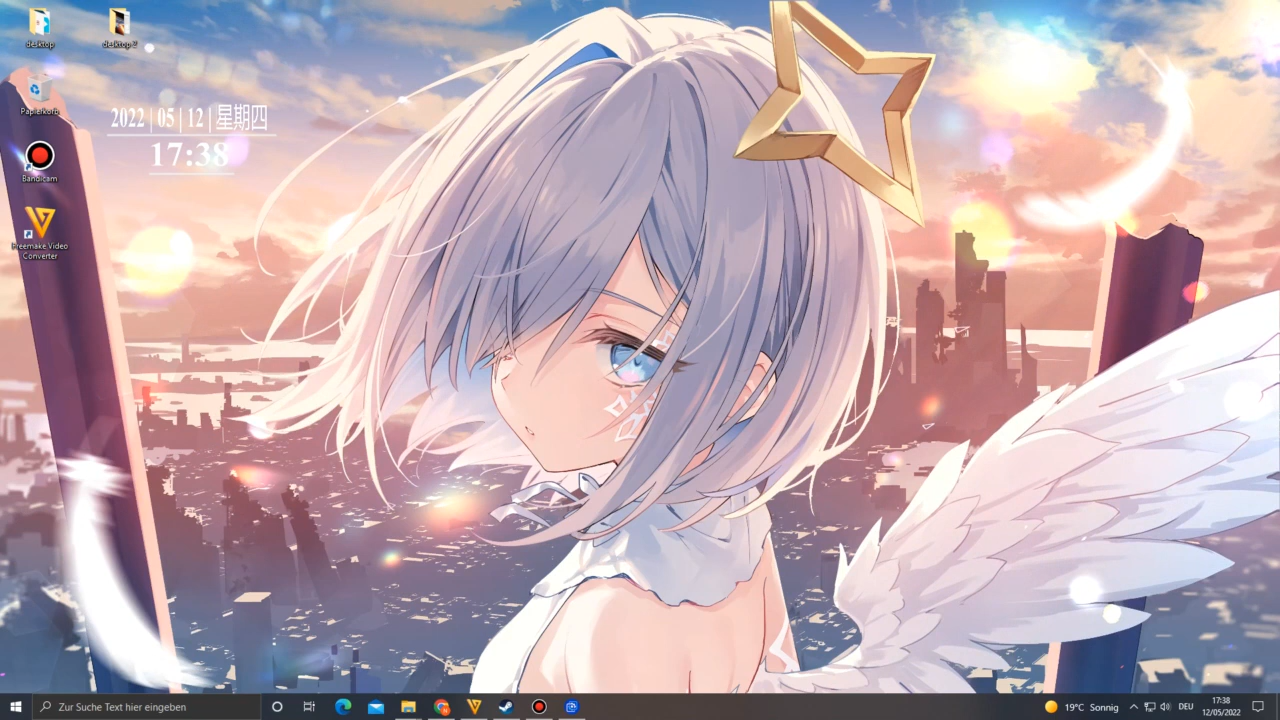 desktop
desktop 2
Papierkorb
Bandicam
Freemake Video
Converter
2022 | 05 | 12 | 星期四
17:38
Zur Suche Text hier eingeben
19°C Sonnig
DEU
17:38
12/05/2022